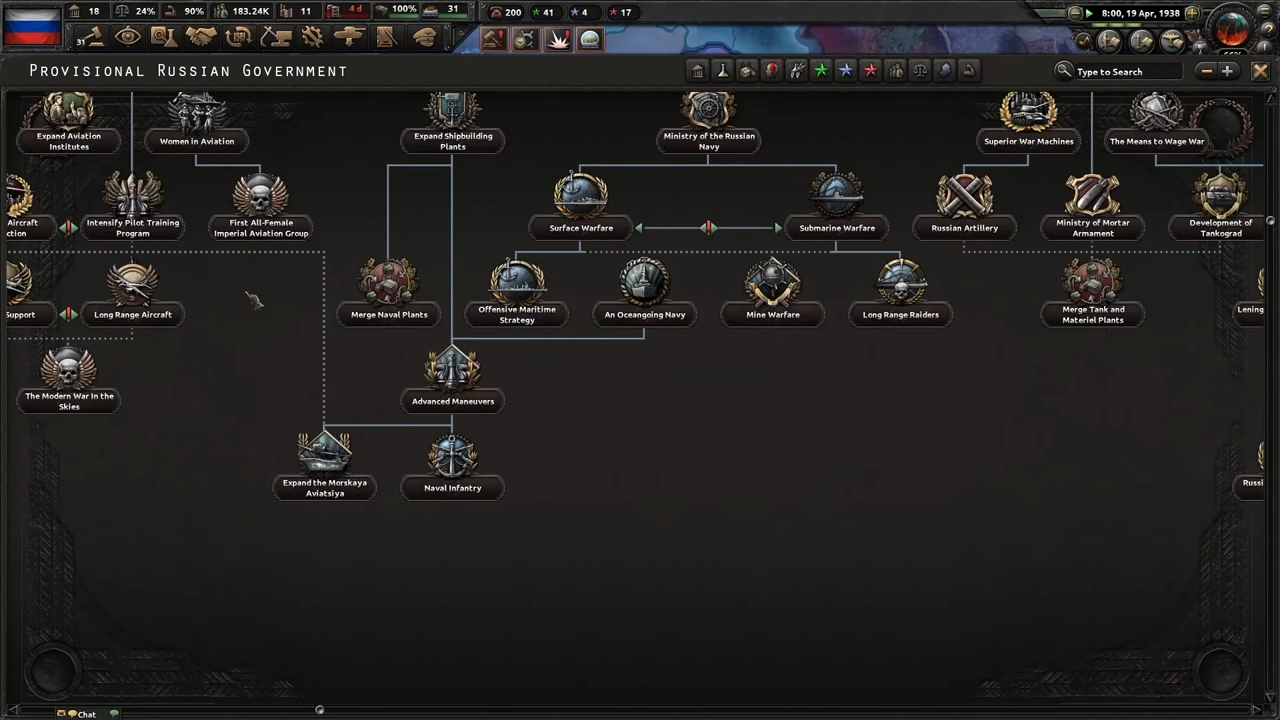 18
24%
90%
183.24K
11
4 d
100%
31
200
41
4
17
8:00, 19 Apr, 1938
31
PROVISIONAL RUSSIAN GOVERNMENT
Type to Search
Expand Aviation
Institutes
Women in Aviation
Expand Shipbuilding
Plants
Ministry of the Russian
Navy
Superior War Machines
The Means to Wage War
Aircraft
ction
Intensify Pilot Training
Program
First All-Female
Imperial Aviation Group
Surface Warfare
Submarine Warfare
Russian Artillery
Ministry of Mortar
Armament
Development of
Tankograd
Support
Long Range Aircraft
Merge Naval Plants
Offensive Maritime
Strategy
An Oceangoing Navy
Mine Warfare
Long Range Raiders
Merge Tank and
Materiel Plants
Lening
The Modern War In the
Skies
Advanced Maneuvers
Expand the Morskaya
Aviatsiya
Naval Infantry
Russi
Chat